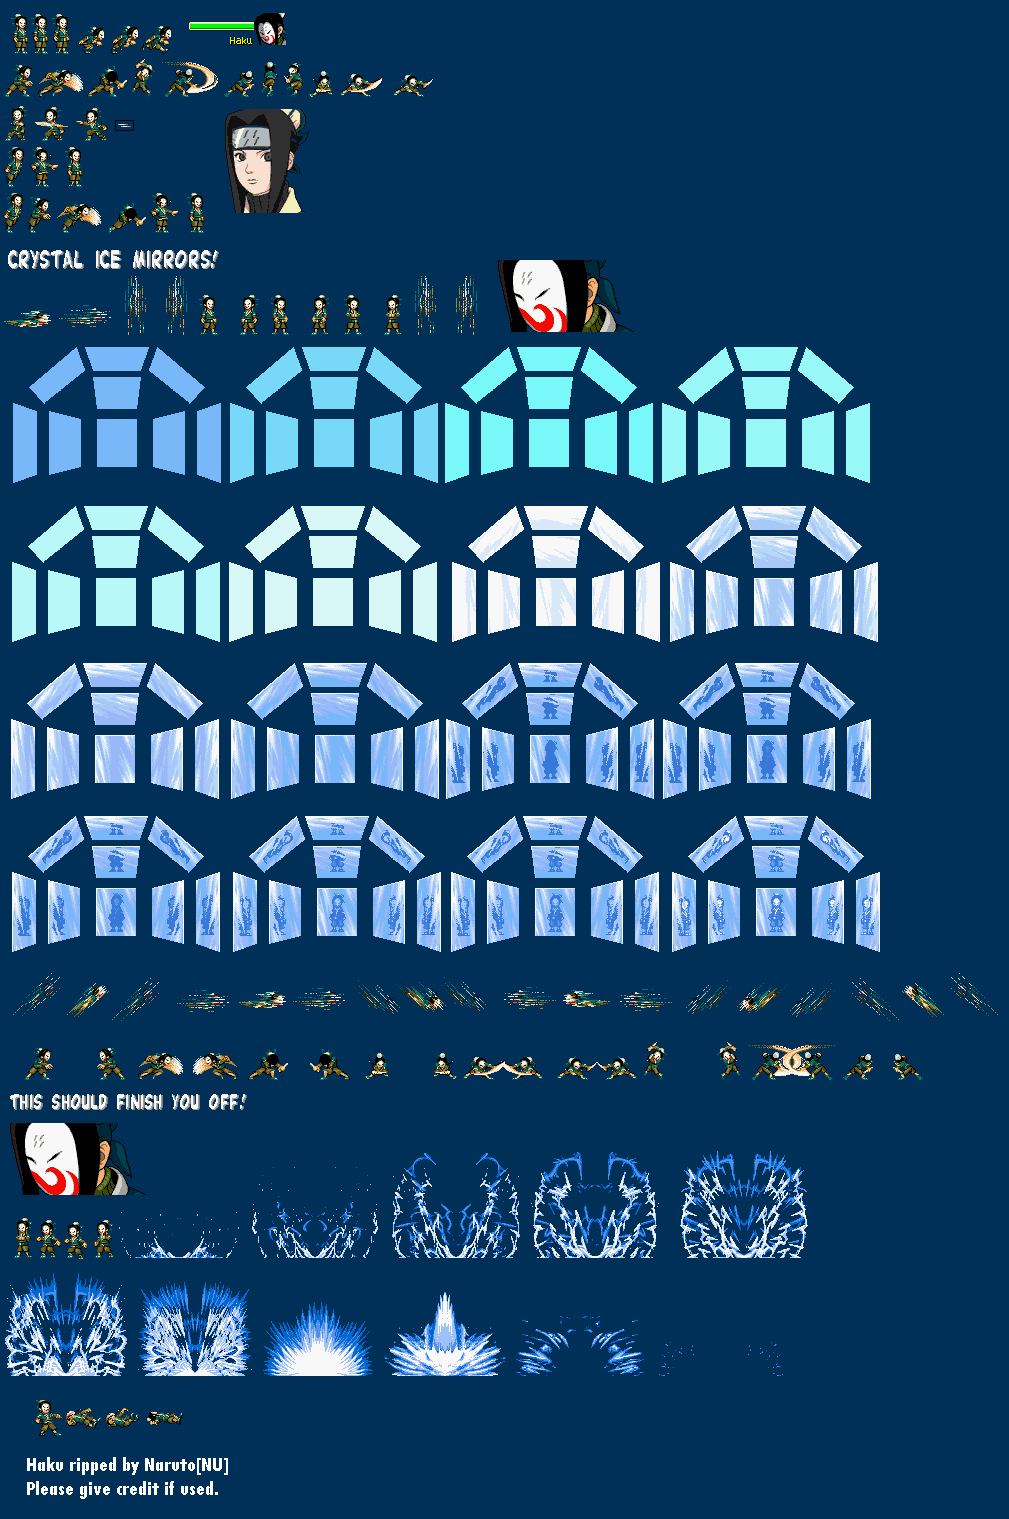 Haku
CRYSTAL ICE MIRRORS!
THIS SHOULD FINISH YOU OFF!
Haku ripped by Naruto[NU]
Please give credit if used.